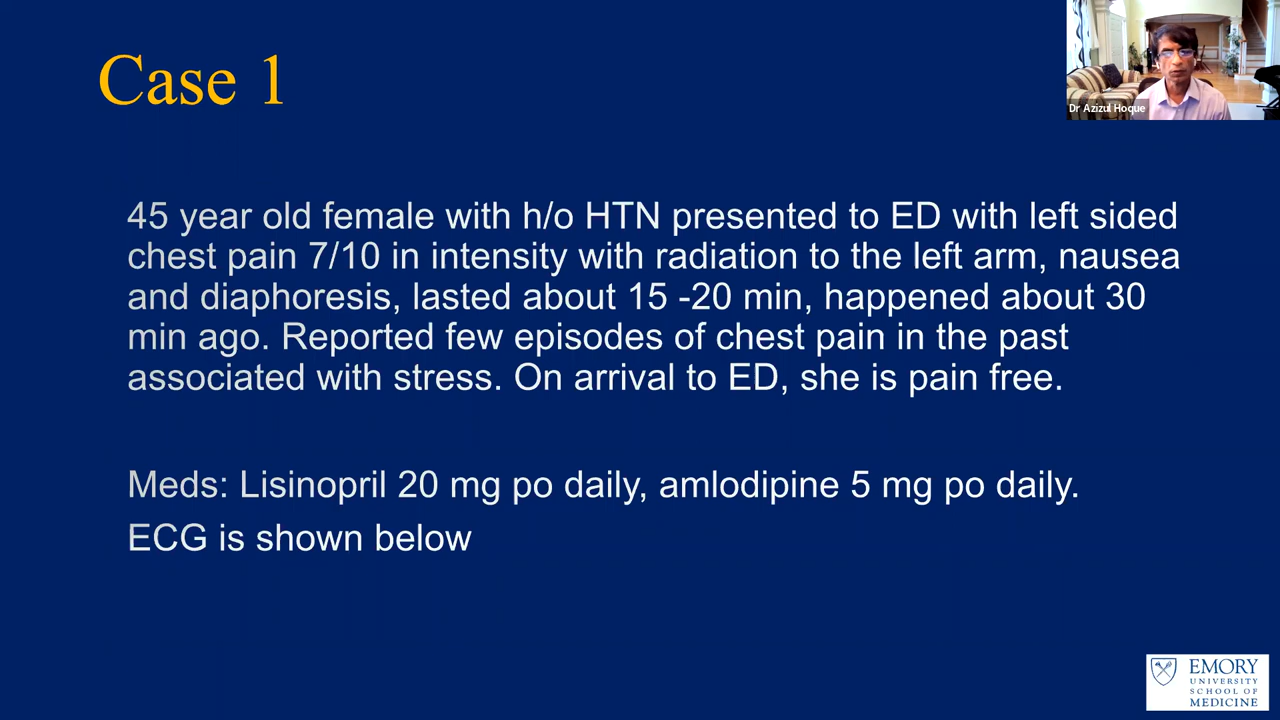 Case 1
Dr Azizul Hoque
45 year old female with h/o HTN presented to ED with left sided
chest pain 7/10 in intensity with radiation to the left arm, nausea
and diaphoresis, lasted about 15 -20 min, happened about 30
min ago. Reported few episodes of chest pain in the past
associated with stress. On arrival to ED, she is pain free.
Meds: Lisinopril 20 mg po daily, amlodipine 5 mg po daily.
ECG is shown below
EMORY
UNIVERSITY
SCHOOL OF
MEDICINE